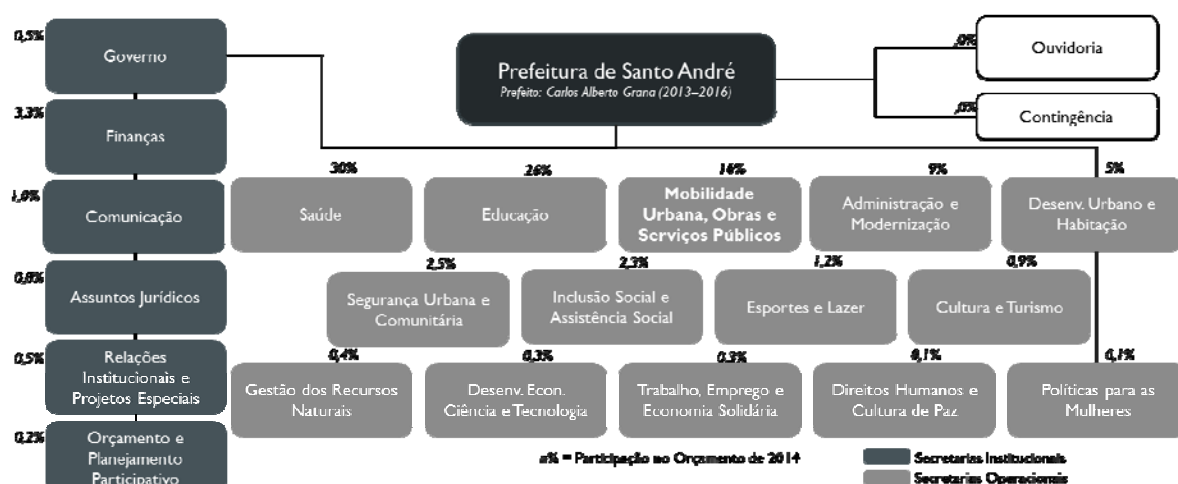 0,5%
Governo
3,3%
Finanças
1,0%
Comunicação
0,8%
Assuntos Jurídicos
0,5%
Relações
Institucionais e
Projetos Especiais
0,2%
Orçamento e
Planejamento
Participativo
Prefeitura de Santo André
Prefeito: Carlos Alberto Grana (2013–2016)
,0%
Ouvidoria
,0%
Contingência
30%
Saúde
26%
Educação
16%
Mobilidade
Urbana, Obras e
Serviços Públicos
9%
Administração e
Modernização
5%
Desenv. Urbano e
Habitação
2,5%
Segurança Urbana e
Comunitária
2,3%
Inclusão Social e
Assistência Social
1,2%
Esportes e Lazer
0,9%
Cultura e Turismo
0,4%
Gestão dos Recursos
Naturais
0,3%
Desenv. Econ.
Ciência e Tecnologia
0,3%
Trabalho, Emprego e
Economia Solidária
0,1%
Direitos Humanos e
Cultura de Paz
0,1%
Políticas para as
Mulheres
n% = Participação no Orçamento de 2014
Secretarias Institucionais
Secretarias Operacionais